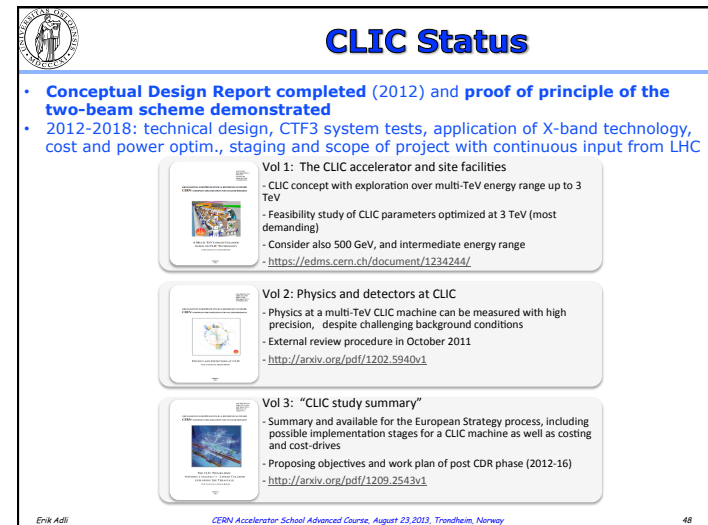 UNIVERSITAS OSLOENSIS
MDCCCXI
CLIC Status
• Conceptual Design Report completed (2012) and proof of principle of the
two-beam scheme demonstrated
• 2012-2018: technical design, CTF3 system tests, application of X-band technology,
cost and power optim., staging and scope of project with continuous input from LHC
Vol 1: The CLIC accelerator and site facilities
- CLIC concept with exploration over multi-TeV energy range up to 3
TeV
- Feasibility study of CLIC parameters optimized at 3 TeV (most
demanding)
- Consider also 500 GeV, and intermediate energy range
- https://edms.cern.ch/document/1234244/
Vol 2: Physics and detectors at CLIC
- Physics at a multi-TeV CLIC machine can be measured with high
precision, despite challenging background conditions
- External review procedure in October 2011
- http://arxiv.org/pdf/1202.5940v1
Vol 3: “CLIC study summary”
- Summary and available for the European Strategy process, including
possible implementation stages for a CLIC machine as well as costing
and cost-drives
- Proposing objectives and work plan of post CDR phase (2012-16)
- http://arxiv.org/pdf/1209.2543v1
Erik Adli
CERN Accelerator School Advanced Course, August 23,2013, Trondheim, Norway
48